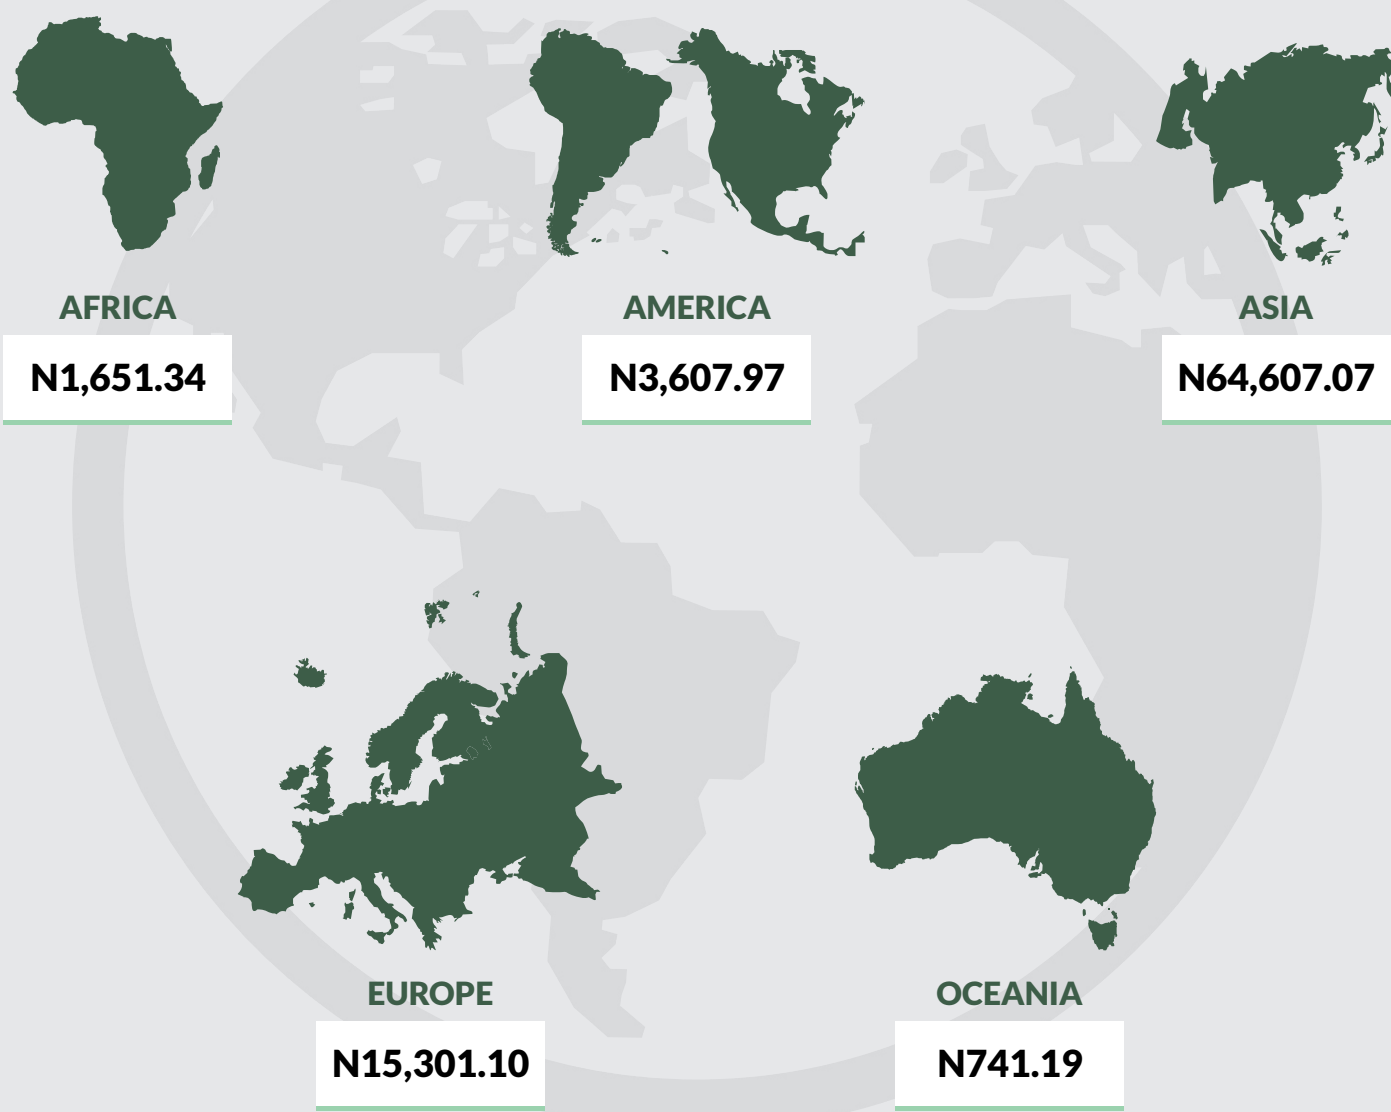 AFRICA
N1,651.34
AMERICA
N3,607.97
ASIA
N64,607.07
EUROPE
N15,301.10
OCEANIA
N741.19